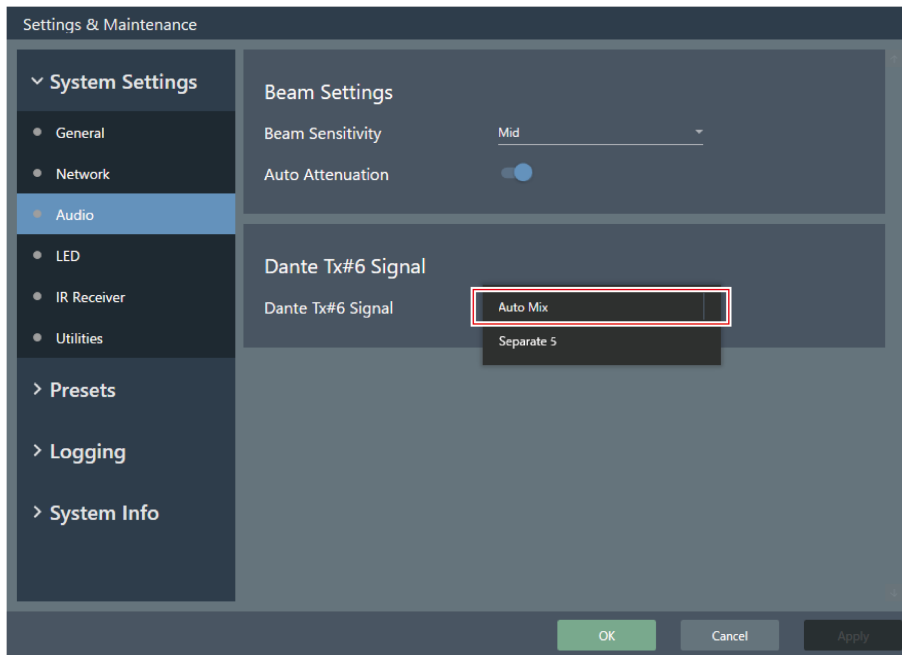 Settings & Maintenance
System Settings
General
Network
Audio
LED
IR Receiver
Utilities
Presets
Logging
System Info
Beam Settings
Beam Sensitivity Mid
Auto Attenuation
Dante Tx#6 Signal
Dante Tx#6 Signal Auto Mix
Separate 5
OK Cancel Apply